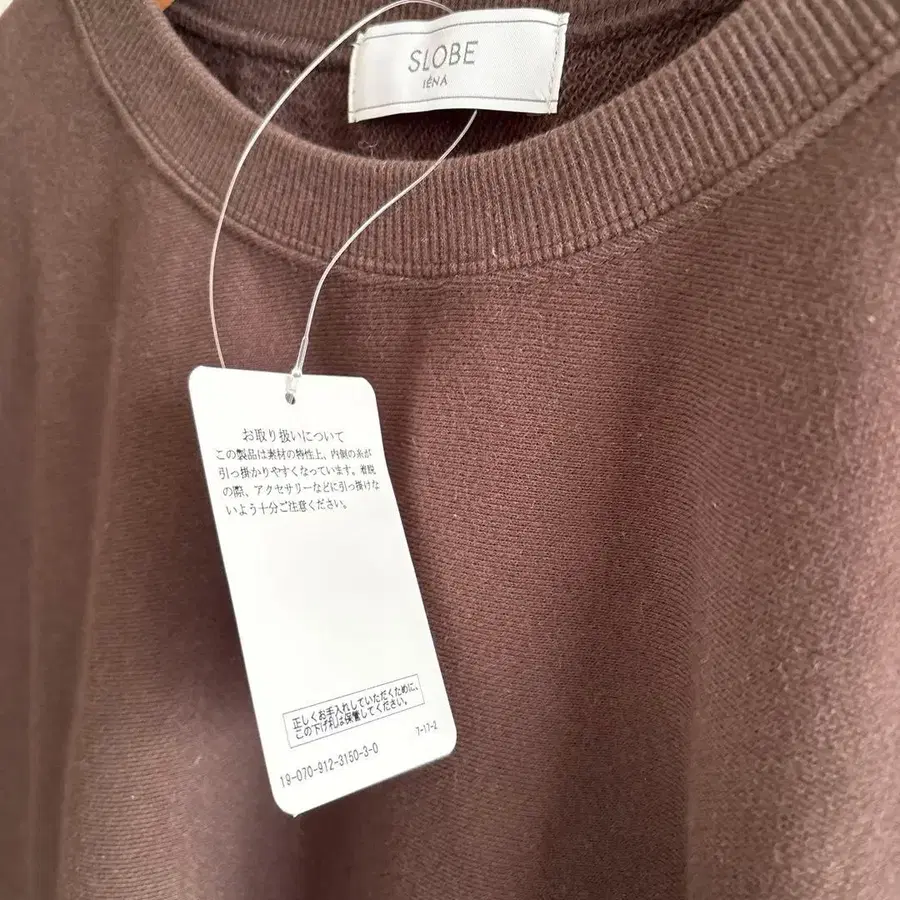 SLOBE
IÉNA
お取り扱いについて
この製品は素材の特性上、内側の糸が
引っ掛かりやすくなっています。着脱
の際、アクセサリーなどに引っ掛けな
いよう十分ご注意ください。
正しくお手入れしていただくために、
この下げ札は保管してください。
7-17-2
19-070-912-3150-3-0